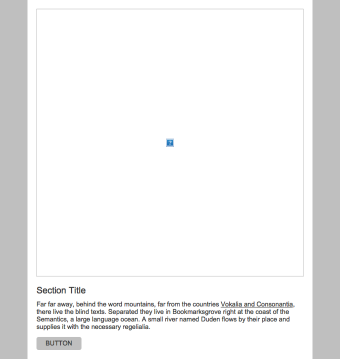 Section Title
Far far away, behind the word mountains, far from the countries Vokalia and Consonantia,
there live the blind texts. Separated they live in Bookmarksgrove right at the coast of the
Semantics, a large language ocean. A small river named Duden flows by their place and
supplies it with the necessary regelialia.
BUTTON